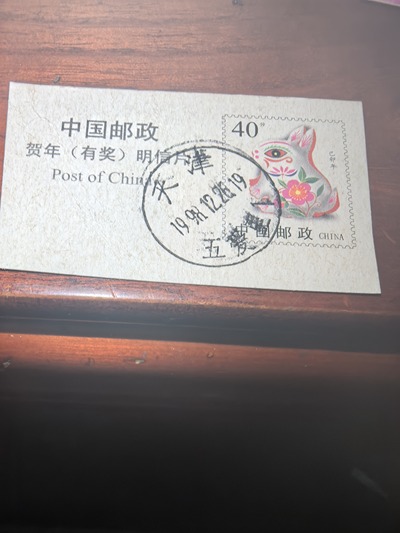 中国邮政
贺年（有奖）明信片
Post of China
40分
己卯年
中国邮政 CHINA
天津
1998.12.26.19
五